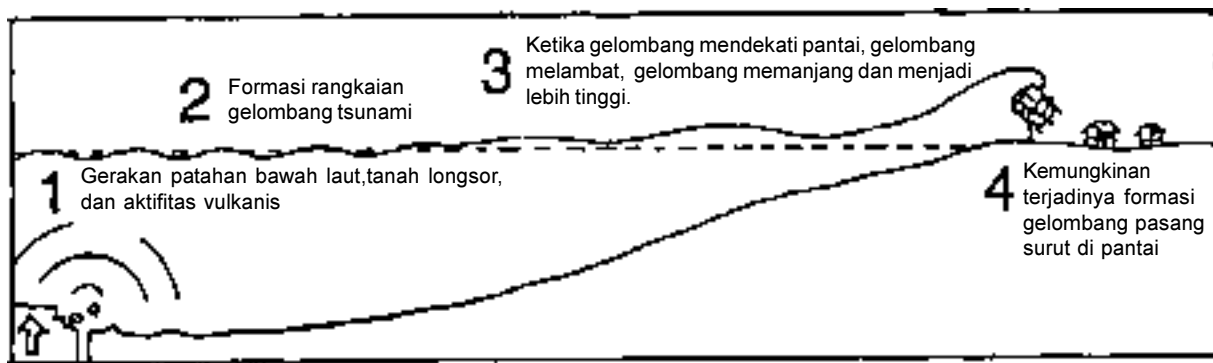 1
Gerakan patahan bawah laut,tanah longsor,
dan aktifitas vulkanis
2
Formasi rangkaian
gelombang tsunami
3
Ketika gelombang mendekati pantai, gelombang
melambat, gelombang memanjang dan menjadi
lebih tinggi.
4
Kemungkinan
terjadinya formasi
gelombang pasang
surut di pantai